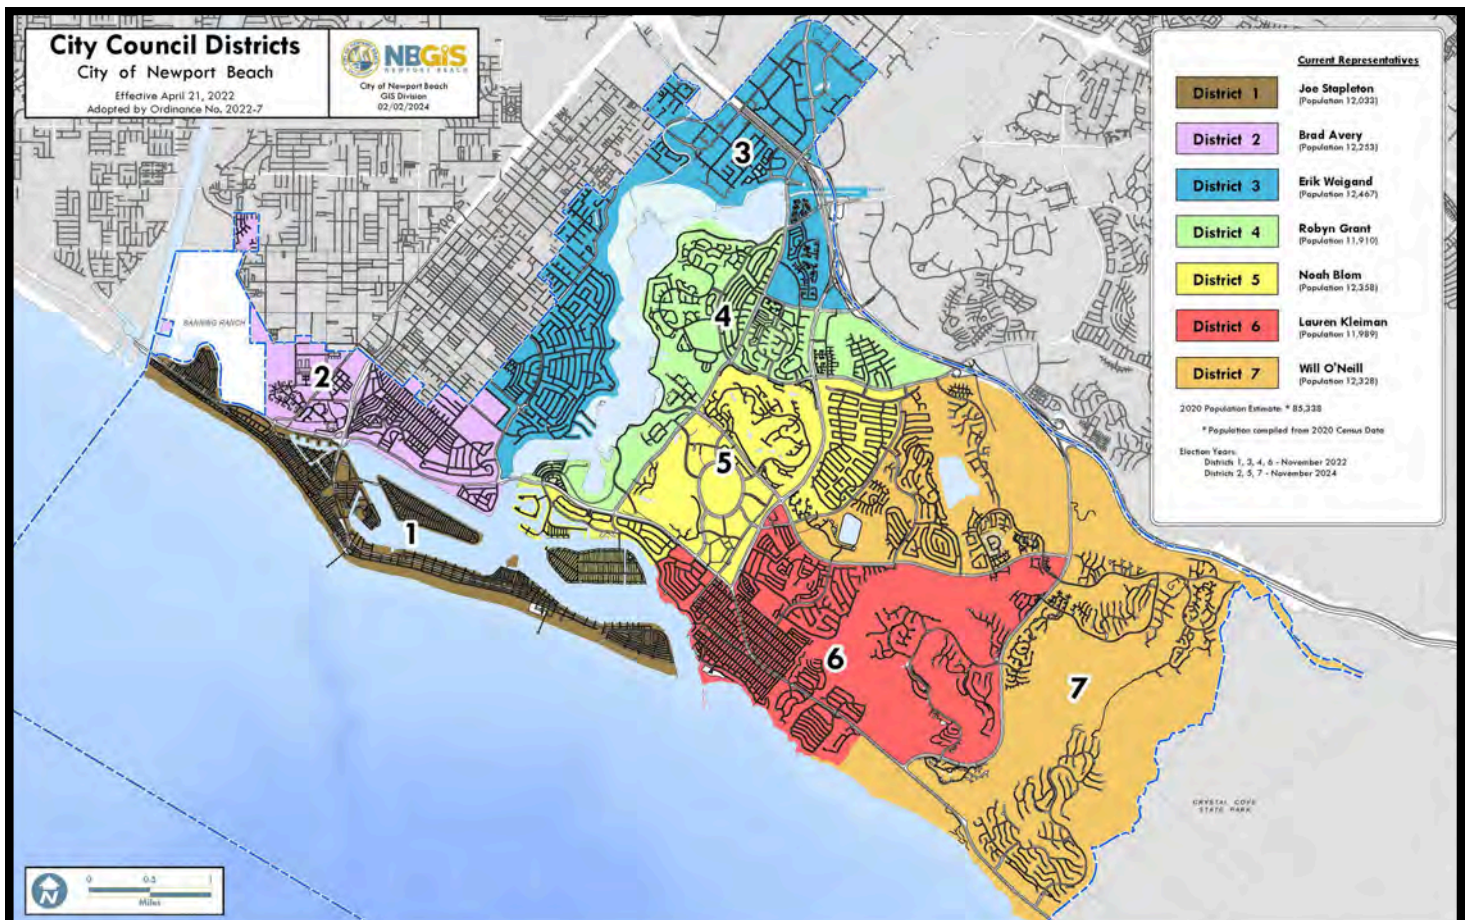 City Council Districts
City of Newport Beach
Effective April 21, 2022
Adopted by Ordinance No. 2022-7
NBGIS
NEWPORT BEACH
City of Newport Beach
GIS Division
02/02/2024
Current Representatives
District 1
Joe Stapleton
(Population 12,033)
District 2
Brad Avery
(Population 12,253)
District 3
Erik Weigand
(Population 12,467)
District 4
Robyn Grant
(Population 11,910)
District 5
Noah Blom
(Population 12,358)
District 6
Lauren Kleiman
(Population 11,989)
District 7
Will O'Neill
(Population 12,328)
2020 Population Estimate: * 85,338
* Population compiled from 2020 Census Data
Election Years:
Districts 1, 3, 4, 6 - November 2022
Districts 2, 5, 7 - November 2024
3
4
BANNING RANCH
2
5
1
6
7
CRYSTAL COVE
STATE PARK
N
0 0.5 1
Miles